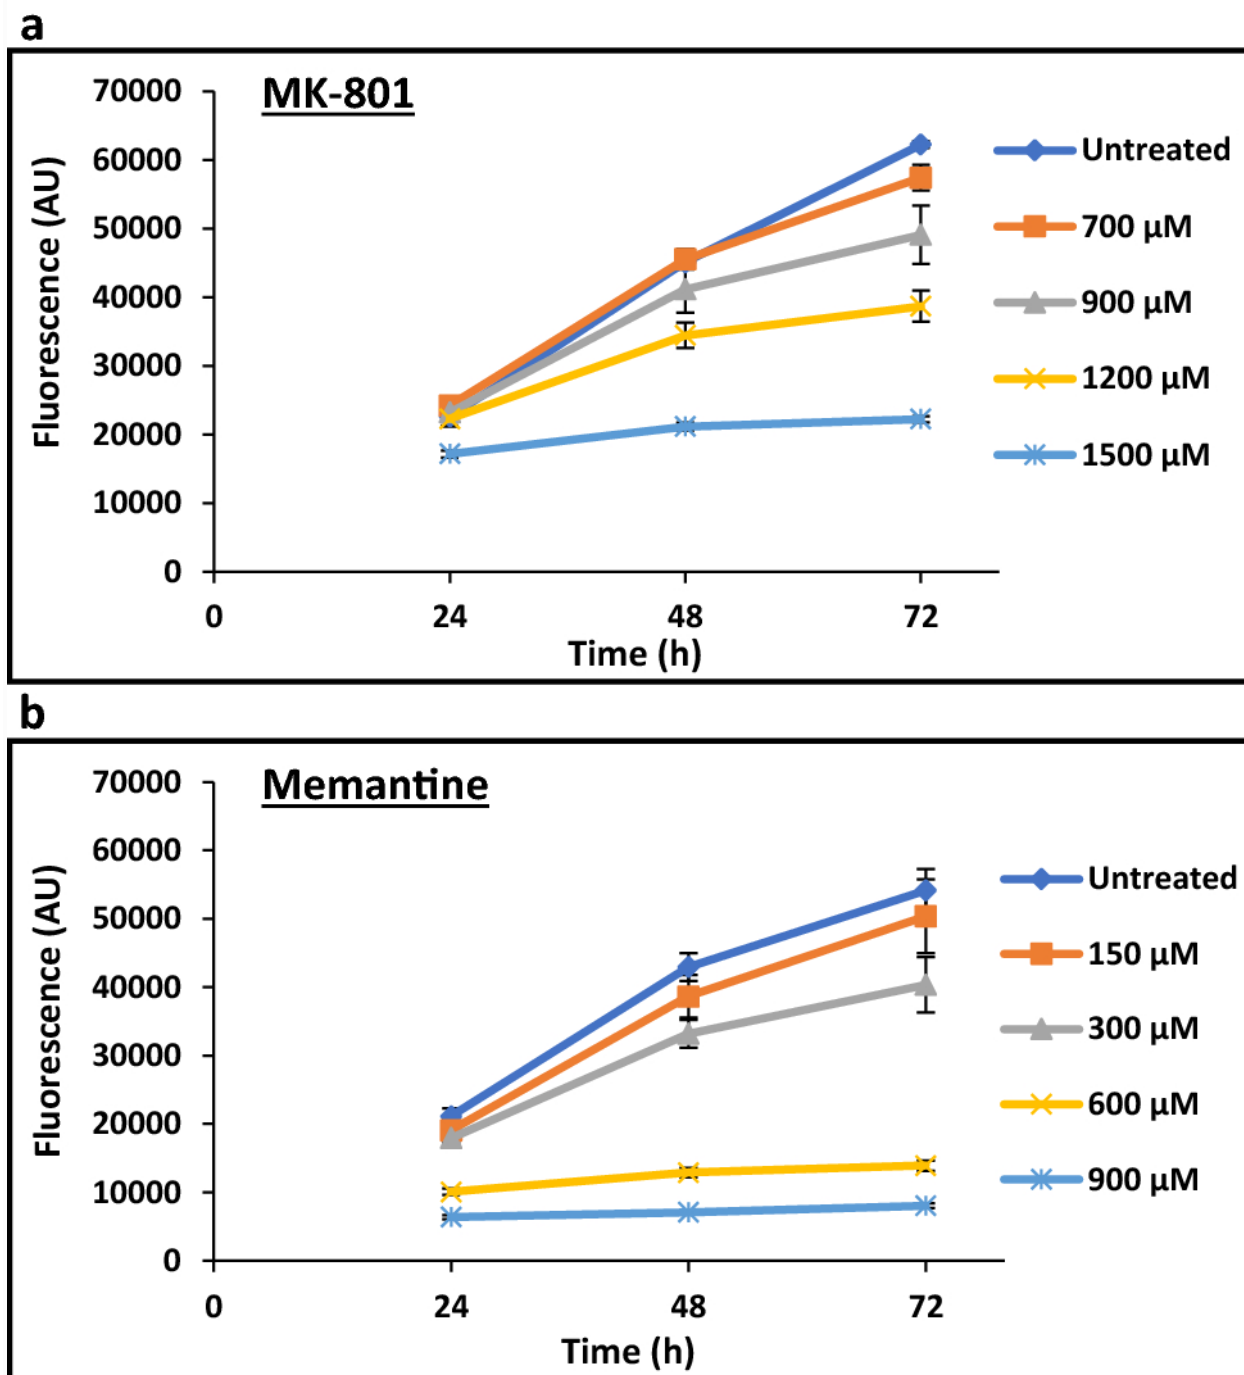 a
MK-801
70000
60000
50000
40000
30000
20000
10000
0
Fluorescence (AU)
0 24 48 72
Time (h)
Untreated
700 µM
900 µM
1200 µM
1500 µM
b
Memantine
70000
60000
50000
40000
30000
20000
10000
0
Fluorescence (AU)
0 24 48 72
Time (h)
Untreated
150 µM
300 µM
600 µM
900 µM